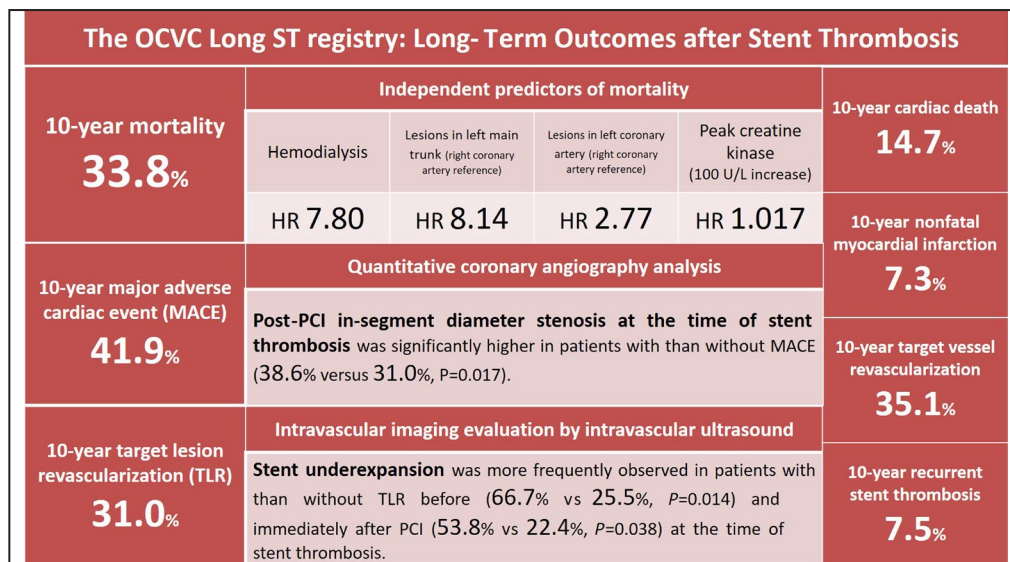 The OCVC Long ST registry: Long- Term Outcomes after Stent Thrombosis
10-year mortality
33.8%
10-year major adverse
cardiac event (MACE)
41.9%
10-year target lesion
revascularization (TLR)
31.0%
Independent predictors of mortality
Hemodialysis
HR 7.80
Lesions in left main
trunk (right coronary
artery reference)
HR 8.14
Lesions in left coronary
artery (right coronary
artery reference)
HR 2.77
Peak creatine
kinase
(100 U/L increase)
HR 1.017
Quantitative coronary angiography analysis
Post-PCI in-segment diameter stenosis at the time of stent
thrombosis was significantly higher in patients with than without MACE
(38.6% versus 31.0%, P=0.017).
Intravascular imaging evaluation by intravascular ultrasound
Stent underexpansion was more frequently observed in patients with
than without TLR before (66.7% vs 25.5%, P=0.014) and
immediately after PCI (53.8% vs 22.4%, P=0.038) at the time of
stent thrombosis.
10-year cardiac death
14.7%
10-year nonfatal
myocardial infarction
7.3%
10-year target vessel
revascularization
35.1%
10-year recurrent
stent thrombosis
7.5%